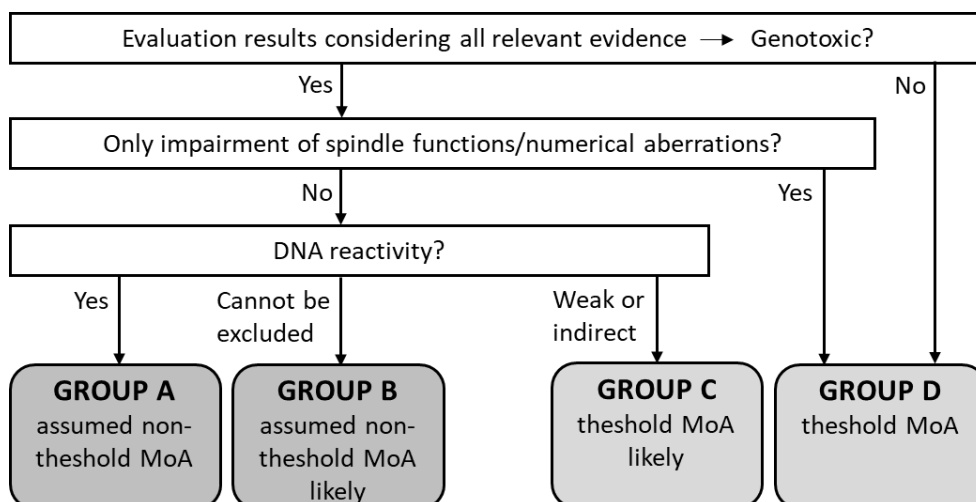 Evaluation results considering all relevant evidence → Genotoxic?
Yes
No
Only impairment of spindle functions/numerical aberrations?
No
Yes
DNA reactivity?
Yes
Cannot be
excluded
Weak or
indirect
GROUP A
assumed non-
theshold MoA
GROUP B
assumed non-
theshold MoA
likely
GROUP C
theshold MoA
likely
GROUP D
theshold MoA